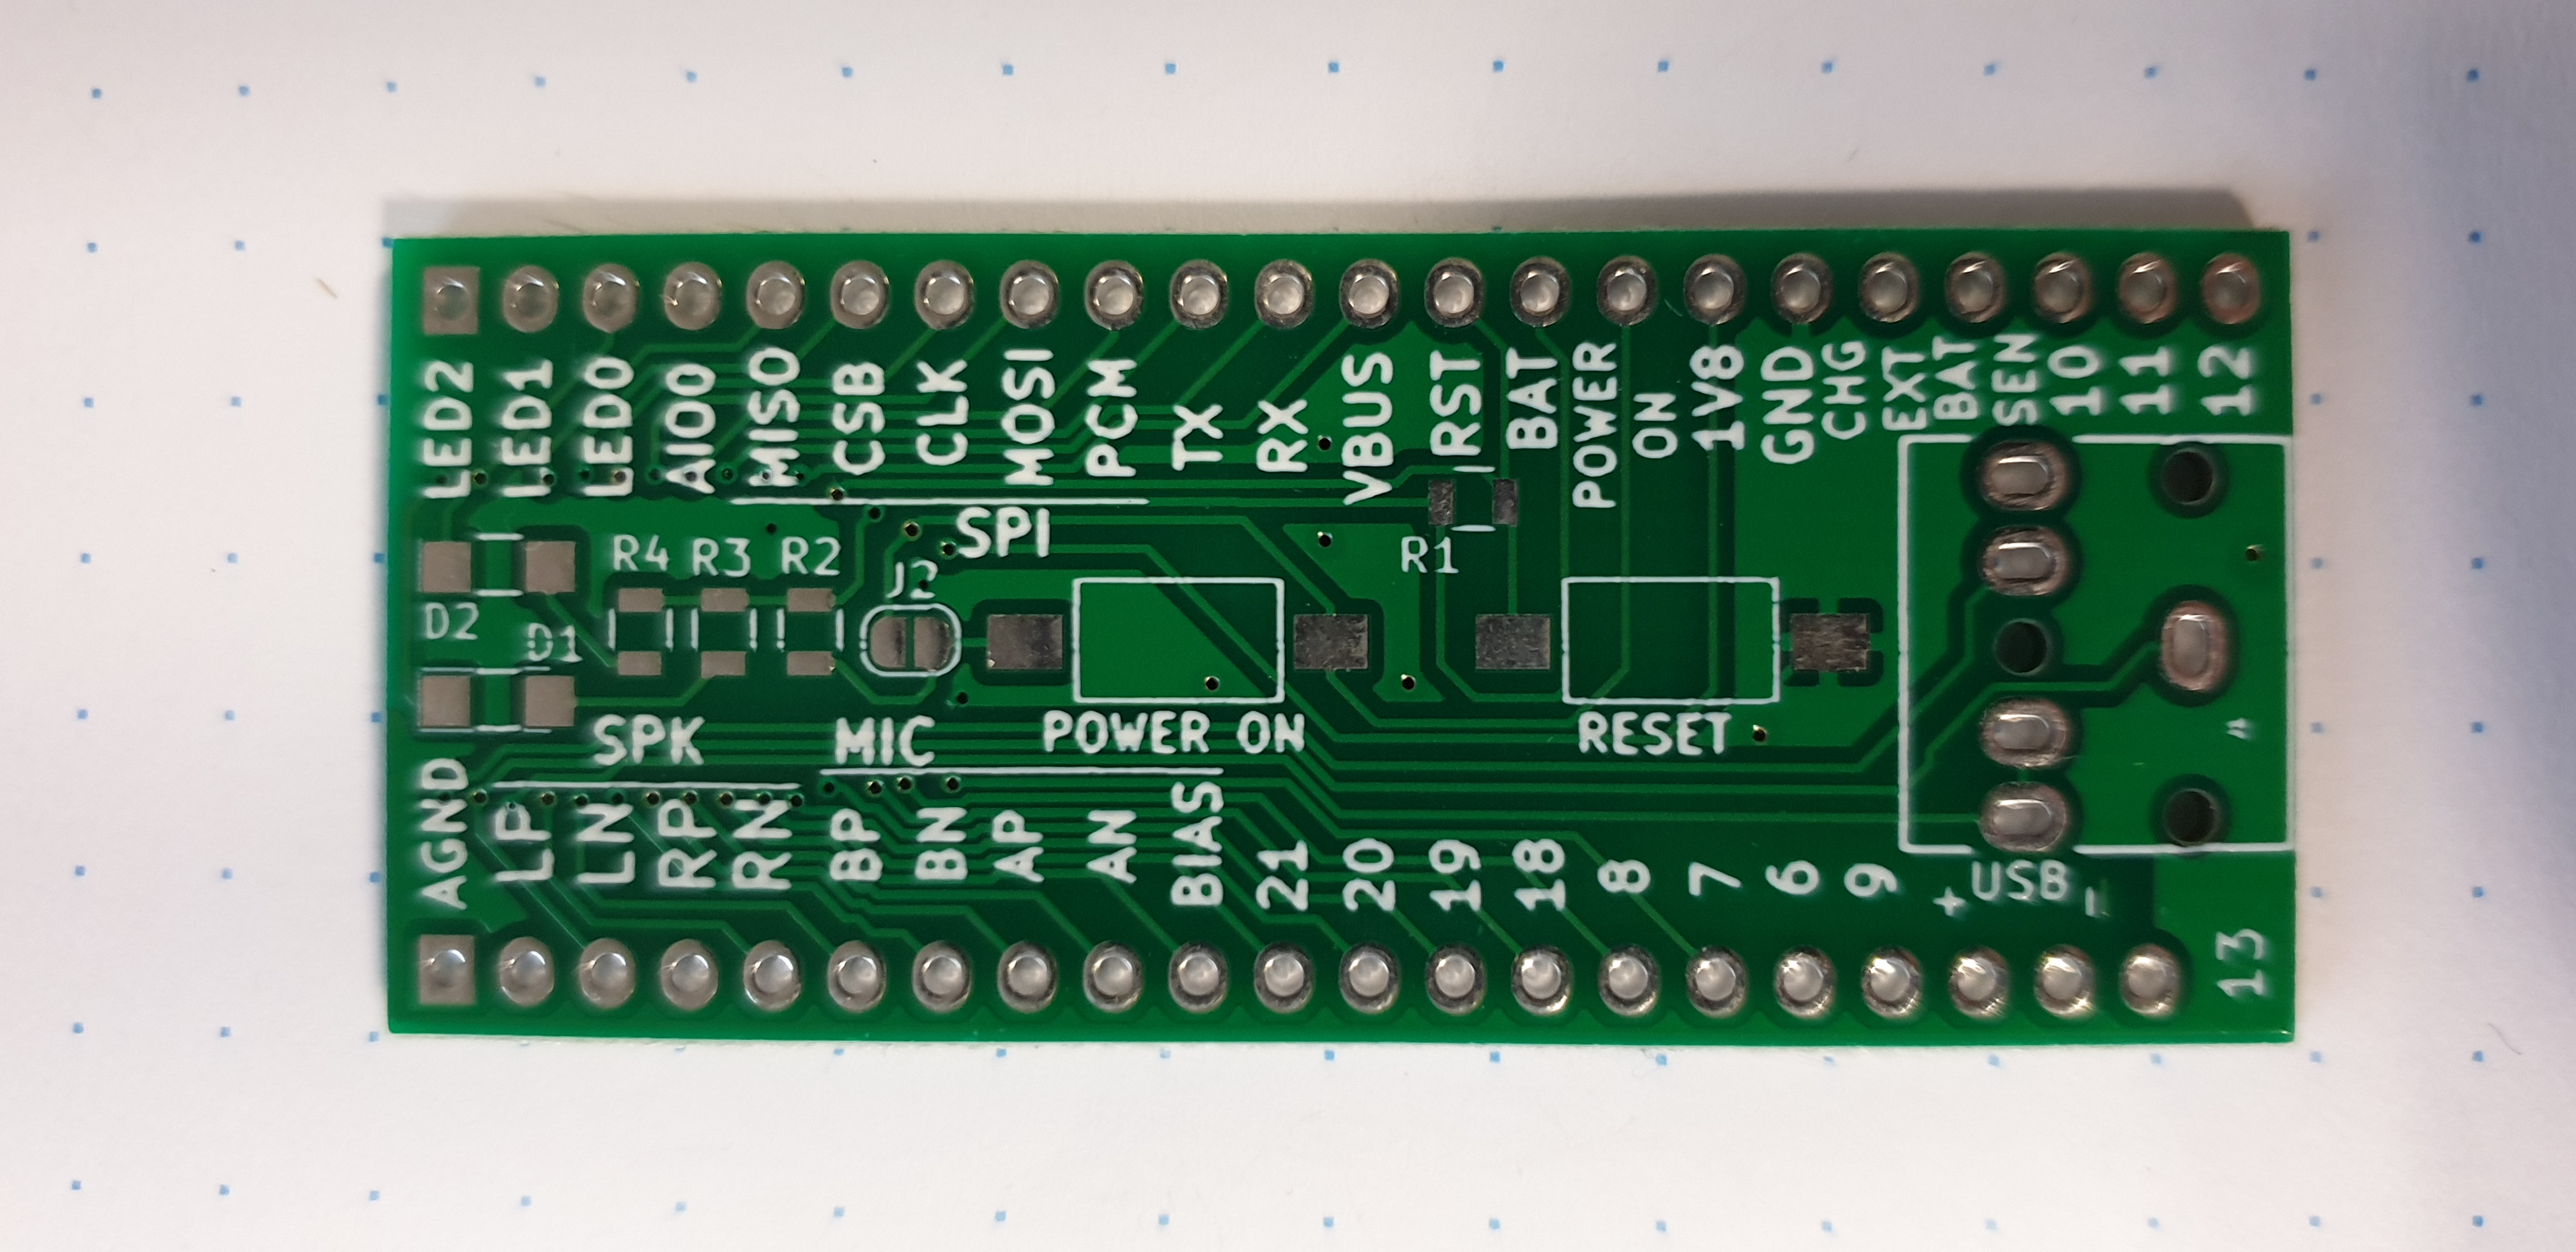 LED2
LED1
LED0
AIO0
MISO
CSB
CLK
MOSI
PCM
TX
RX
VBUS
RST
BAT
POWER
ON
1V8
GND
CHG
EXT
BAT
SEN
10
11
12
SPI
R4
R3
R2
J2
R1
D2
D1
SPK
MIC
POWER ON
RESET
AGND
LP
LN
RP
RN
BP
BN
AP
AN
BIAS
21
20
19
18
8
7
6
9
+ USB -
13